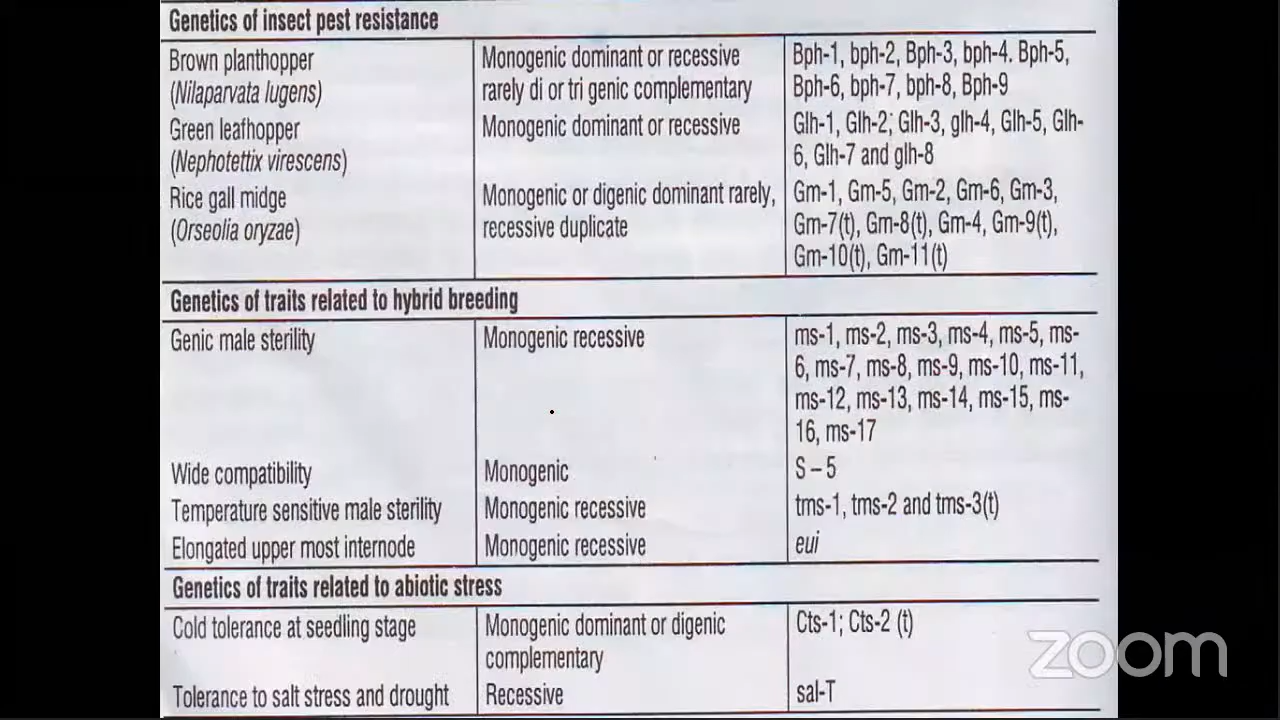 Genetics of insect pest resistance
Brown planthopper Monogenic dominant or recessive Bph-1, bph-2, Bph-3, bph-4. Bph-5,
(Nilaparvata lugens) rarely di or tri genic complementary Bph-6, bph-7, bph-8, Bph-9
Green leafhopper Monogenic dominant or recessive Glh-1, Glh-2; Glh-3, glh-4, Glh-5, Glh-
(Nephotettix virescens) 6, Glh-7 and glh-8
Rice gall midge Monogenic or digenic dominant rarely, Gm-1, Gm-5, Gm-2, Gm-6, Gm-3,
(Orseolia oryzae) recessive duplicate Gm-7(t), Gm-8(t), Gm-4, Gm-9(t),
Gm-10(t), Gm-11(t)
Genetics of traits related to hybrid breeding
Genic male sterility Monogenic recessive ms-1, ms-2, ms-3, ms-4, ms-5, ms-
6, ms-7, ms-8, ms-9, ms-10, ms-11,
ms-12, ms-13, ms-14, ms-15, ms-
16, ms-17
Wide compatibility Monogenic S – 5
Temperature sensitive male sterility Monogenic recessive tms-1, tms-2 and tms-3(t)
Elongated upper most internode Monogenic recessive eui
Genetics of traits related to abiotic stress
Cold tolerance at seedling stage Monogenic dominant or digenic Cts-1; Cts-2 (t)
complementary
Tolerance to salt stress and drought Recessive sal-T
zoom